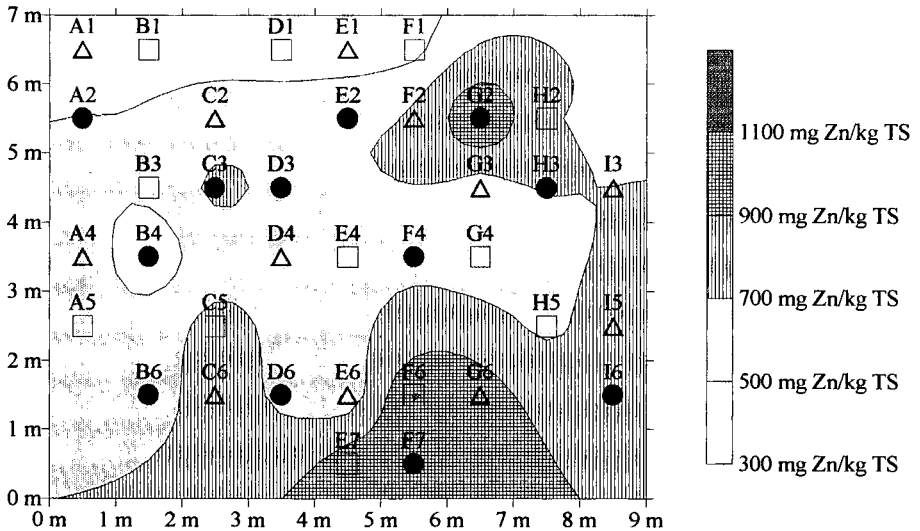 7 m
A1 B1 D1 E1 F1
6 m
A2 C2 E2 F2 G2 H2
1100 mg Zn/kg TS
5 m
B3 C3 D3 G3 H3 I3
900 mg Zn/kg TS
4 m
A4 B4 D4 E4 F4 G4
700 mg Zn/kg TS
3 m
A5 C5 H5 I5
500 mg Zn/kg TS
2 m
B6 C6 D6 E6 F6 G6 I6
1 m
E7 F7
300 mg Zn/kg TS
0 m
0 m 1 m 2 m 3 m 4 m 5 m 6 m 7 m 8 m 9 m